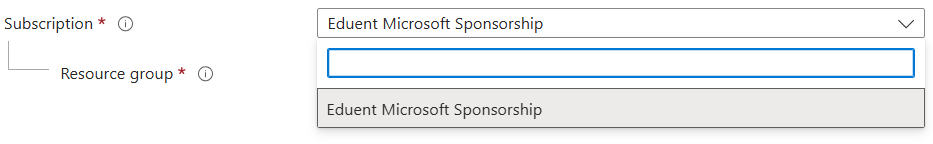 Subscription *
Eduent Microsoft Sponsorship
Resource group *
Eduent Microsoft Sponsorship